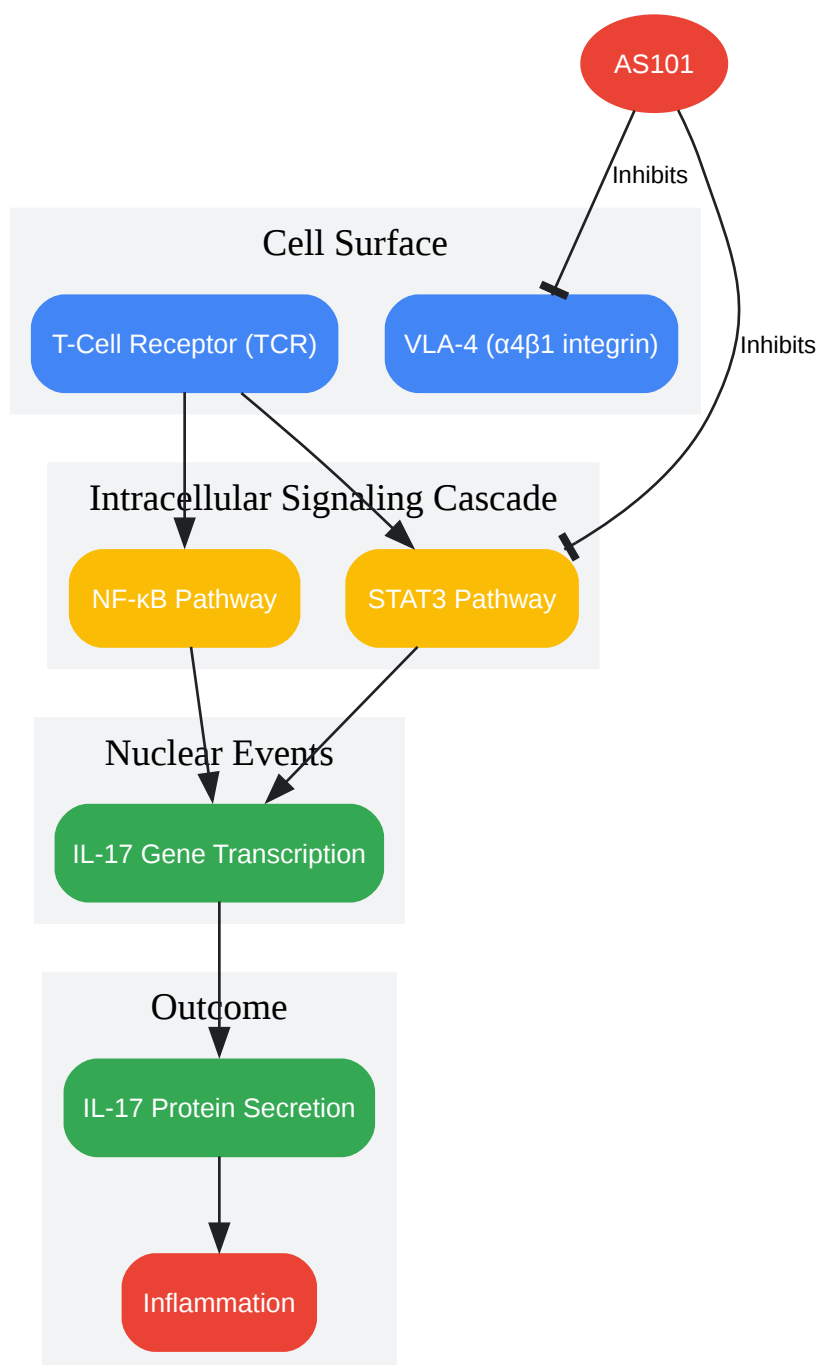 AS101
Inhibits
Cell Surface
T-Cell Receptor (TCR)
VLA-4 (α4β1 integrin)
Inhibits
Intracellular Signaling Cascade
NF-κB Pathway
STAT3 Pathway
Nuclear Events
IL-17 Gene Transcription
Outcome
IL-17 Protein Secretion
Inflammation